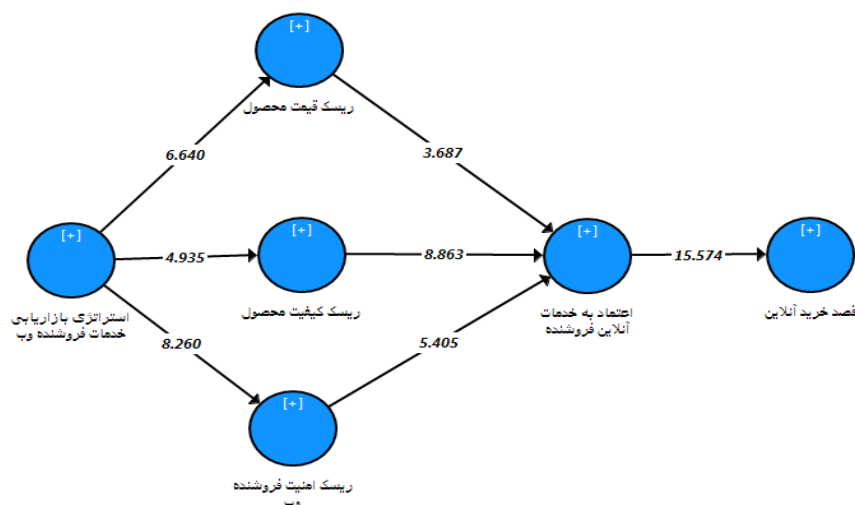 [+]
ریسک قیمت محصول
6.640
3.687
[+]
استراتژی بازاریابی
خدمات فروشنده وب
4.935
[+]
ریسک کیفیت محصول
8.863
[+]
اعتماد به خدمات
آنلاین فروشنده
15.574
[+]
قصد خرید آنلاین
8.260
5.405
[+]
ریسک امنیت فروشنده
وب